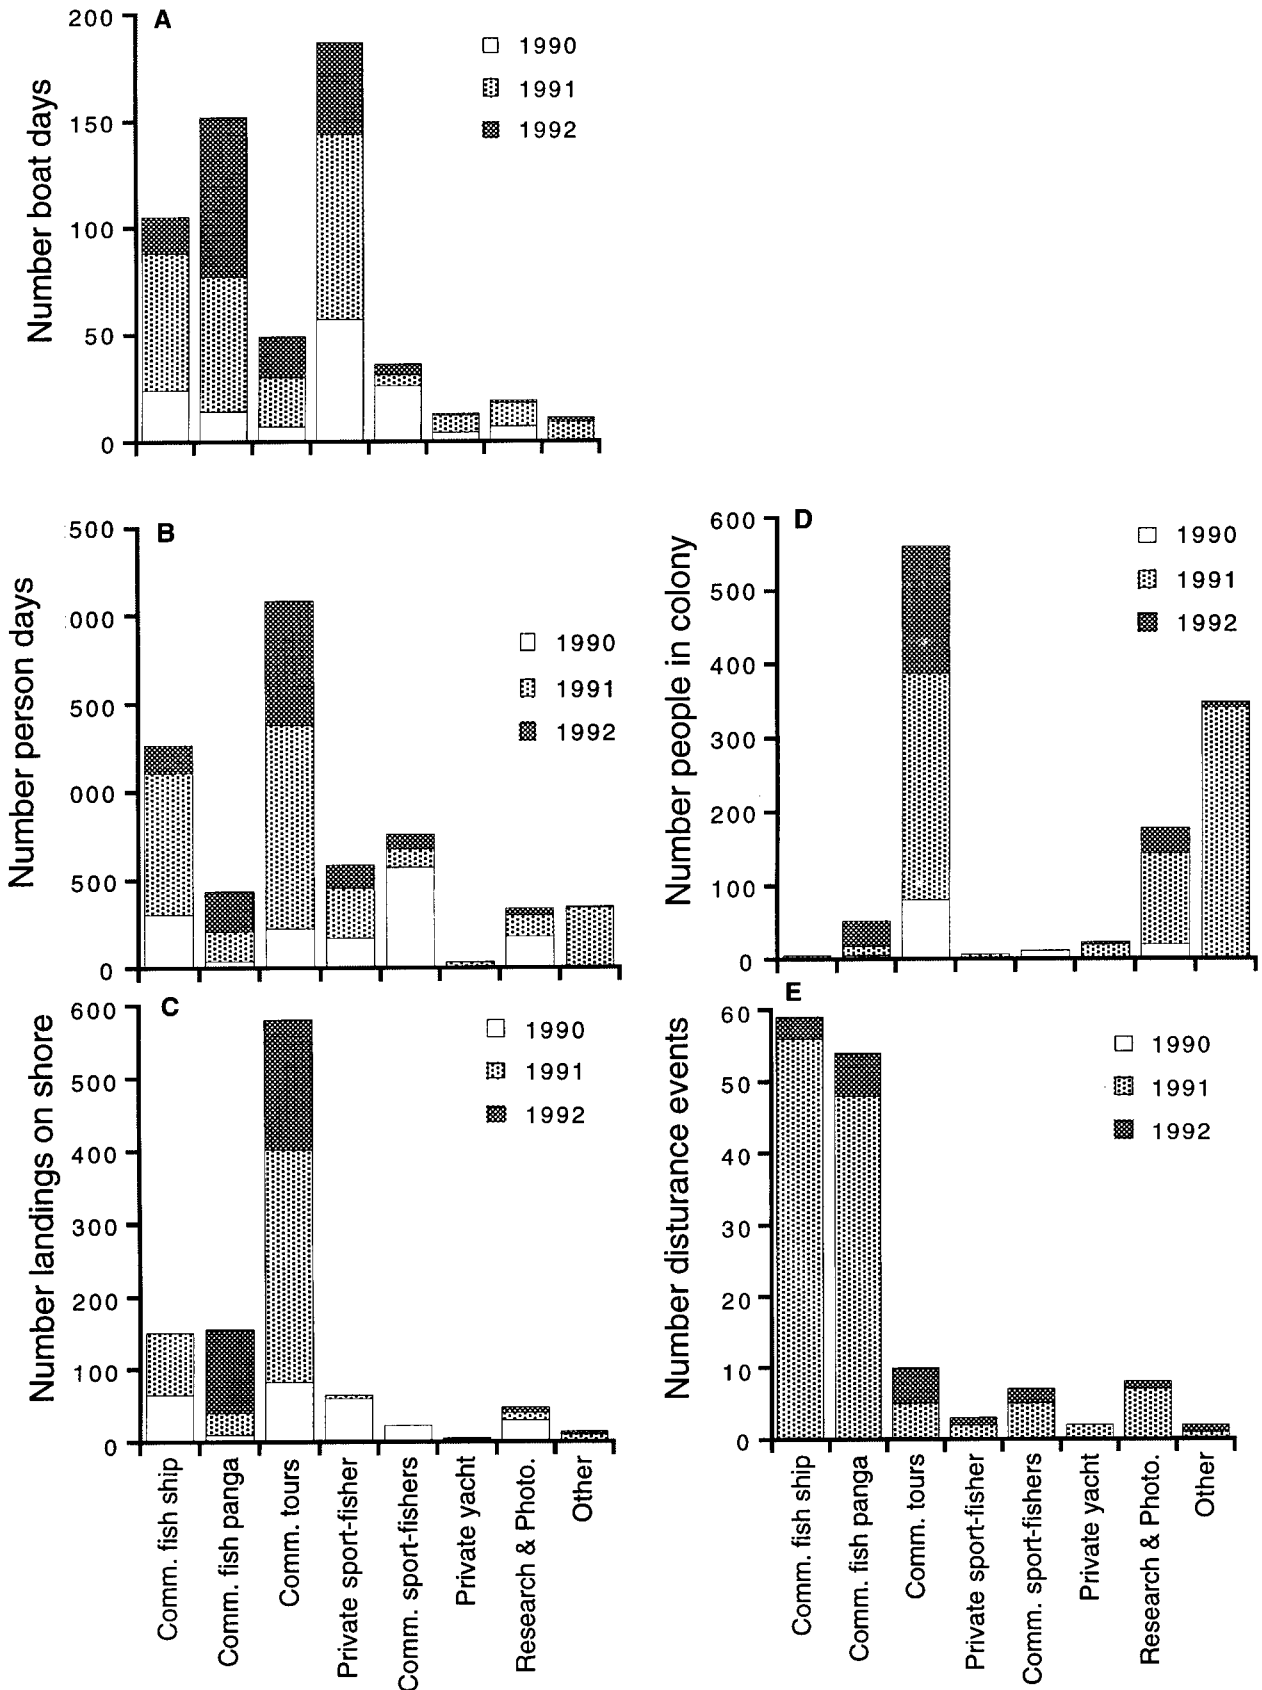 A
Number boat days
200
150
100
50
0
1990
1991
1992
B
Number person days
500
000
500
000
500
0
1990
1991
1992
C
Number landings on shore
600
500
400
300
200
100
0
1990
1991
1992
Comm. fish ship
Comm. fish panga
Comm. tours
Private sport-fisher
Comm. sport-fishers
Private yacht
Research & Photo.
Other
D
Number people in colony
600
500
400
300
200
100
0
1990
1991
1992
E
Number disturance events
60
50
40
30
20
10
0
1990
1991
1992
Comm. fish ship
Comm. fish panga
Comm. tours
Private sport-fisher
Comm. sport-fishers
Private yacht
Research & Photo.
Other